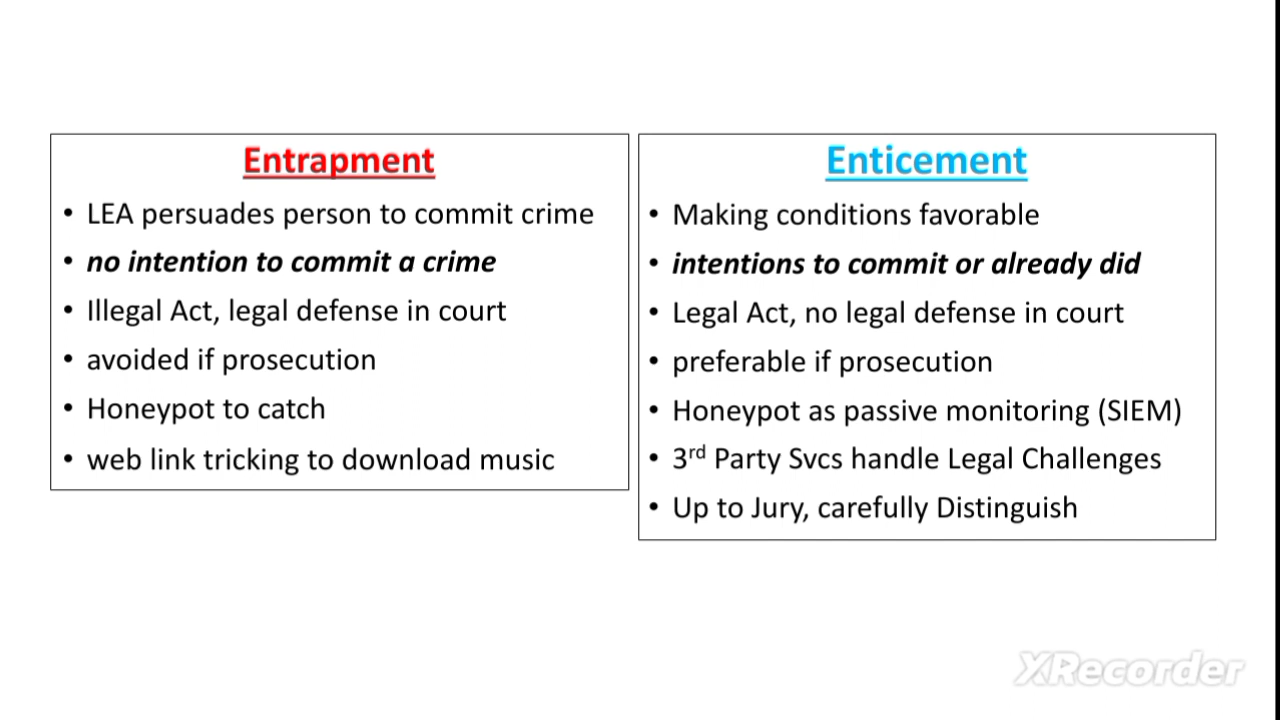 Entrapment
• LEA persuades person to commit crime
• no intention to commit a crime
• Illegal Act, legal defense in court
• avoided if prosecution
• Honeypot to catch
• web link tricking to download music
Enticement
• Making conditions favorable
• intentions to commit or already did
• Legal Act, no legal defense in court
• preferable if prosecution
• Honeypot as passive monitoring (SIEM)
• 3rd Party Svcs handle Legal Challenges
• Up to Jury, carefully Distinguish
XRecorder